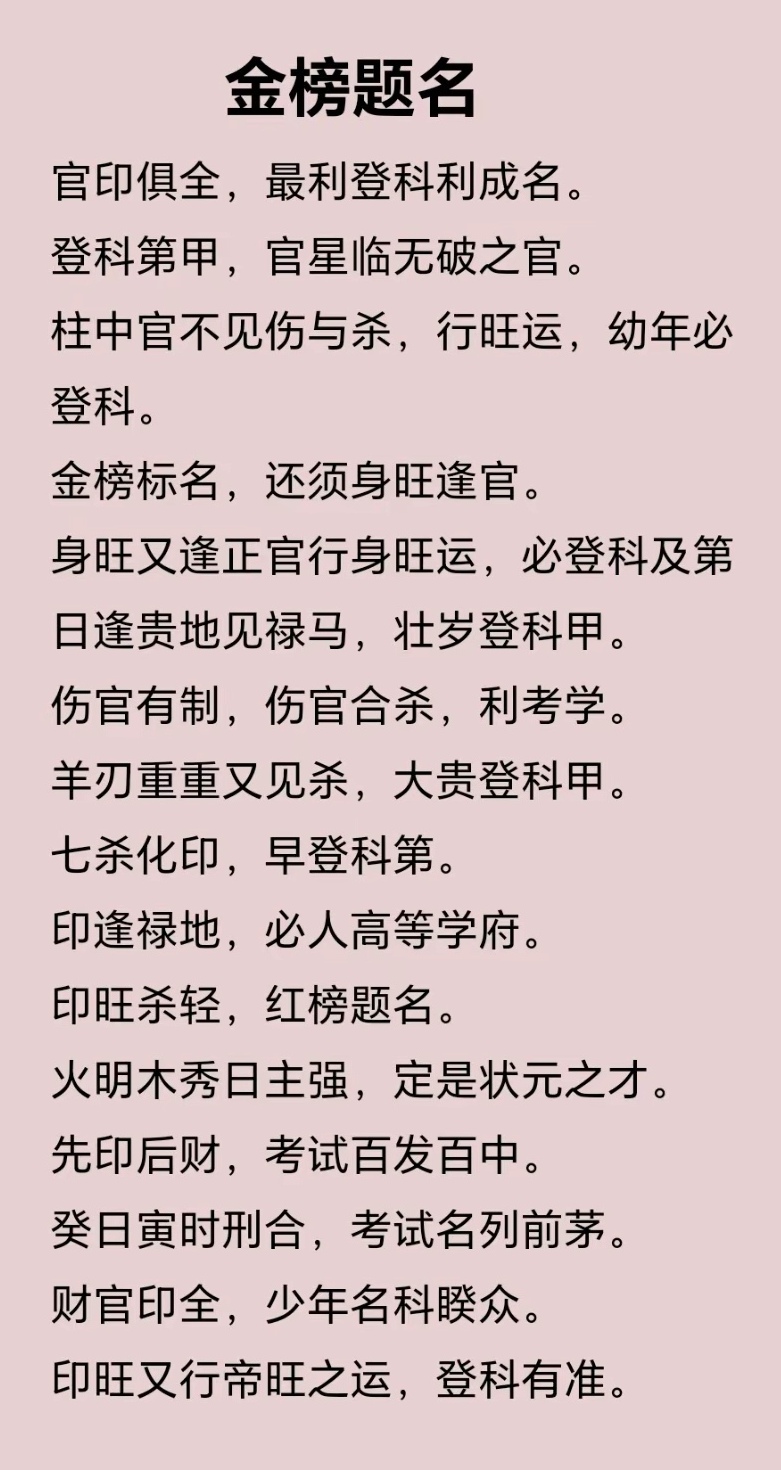 金榜题名
官印俱全，最利登科利成名。
登科第甲，官星临无破之官。
柱中官不见伤与杀，行旺运，幼年必
登科。
金榜标名，还须身旺逢官。
身旺又逢正官行身旺运，必登科及第
日逢贵地见禄马，壮岁登科甲。
伤官有制，伤官合杀，利考学。
羊刃重重又见杀，大贵登科甲。
七杀化印，早登科第。
印逢禄地，必人高等学府。
印旺杀轻，红榜题名。
火明木秀日主强，定是状元之才。
先印后财，考试百发百中。
癸日寅时刑合，考试名列前茅。
财官印全，少年名科睽众。
印旺又行帝旺之运，登科有准。